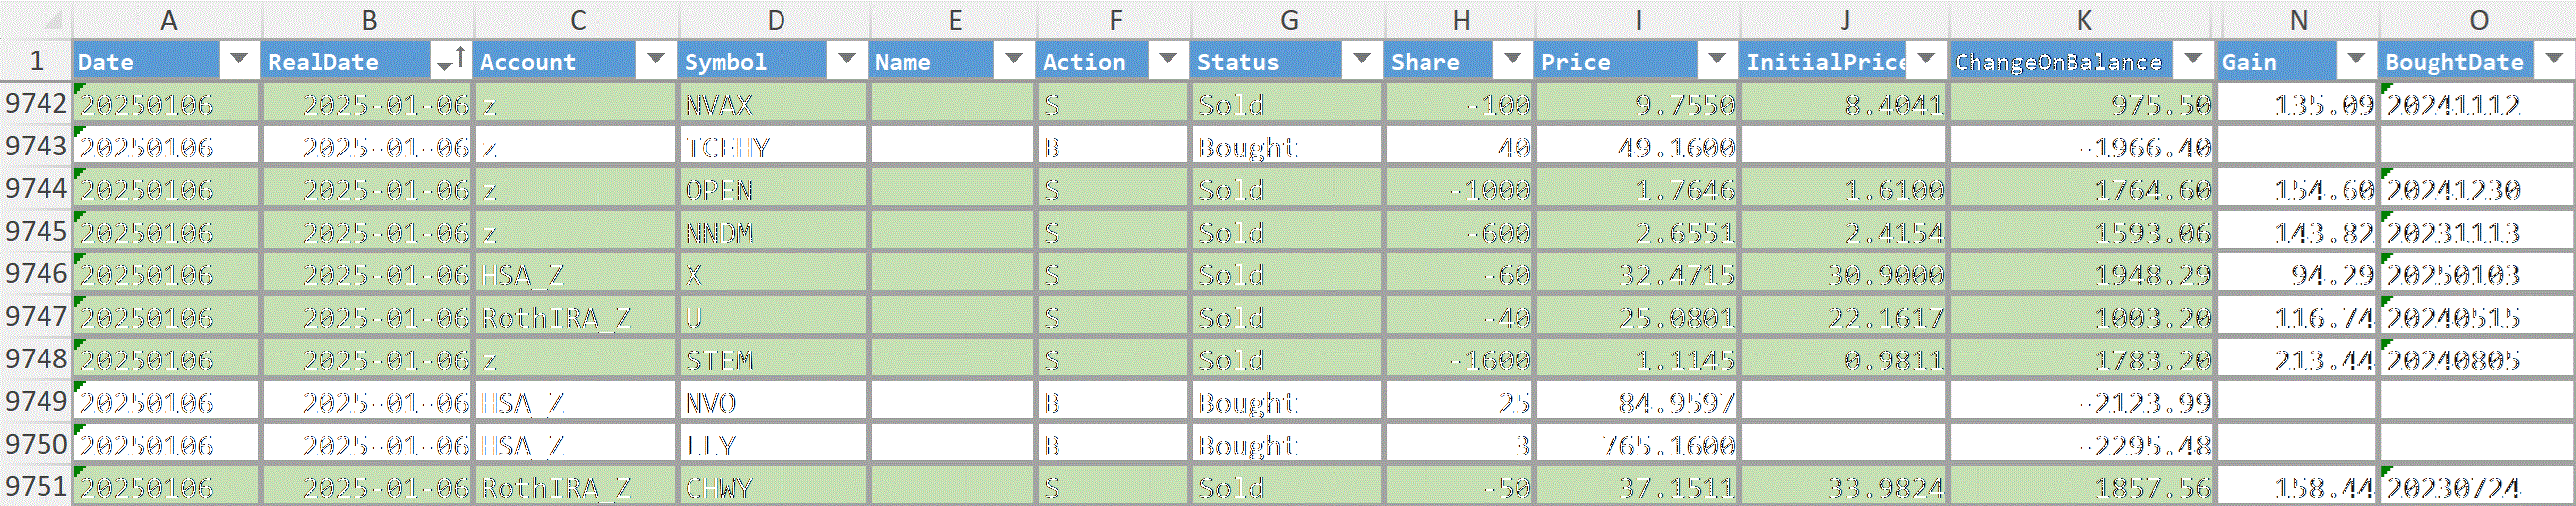 A B C D E F G H I J K N O
1 Date RealDate Account Symbol Name Action Status Share Price InitialPrice ChangeOnBalance Gain BoughtDate
9742 20250106 2025-01-06 z NVAX S Sold -100 9.7550 8.4041 975.50 135.09 20241112
9743 20250106 2025-01-06 z TCEHY B Bought 40 49.1600 -1966.40
9744 20250106 2025-01-06 z OPEN S Sold -1000 1.7646 1.6100 1764.60 154.60 20241230
9745 20250106 2025-01-06 z NNDM S Sold -600 2.6551 2.4154 1593.06 143.82 20231113
9746 20250106 2025-01-06 HSA_Z X S Sold -60 32.4715 30.9000 1948.29 94.29 20250103
9747 20250106 2025-01-06 RothIRA_Z U S Sold -40 25.0801 22.1617 1003.20 116.74 20240515
9748 20250106 2025-01-06 z STEM S Sold -1600 1.1145 0.9811 1783.20 213.44 20240805
9749 20250106 2025-01-06 HSA_Z NVO B Bought 25 84.9597 -2123.99
9750 20250106 2025-01-06 HSA_Z LLY B Bought 3 765.1600 -2295.48
9751 20250106 2025-01-06 RothIRA_Z CHWY S Sold -50 37.1511 33.9824 1857.56 158.44 20230724